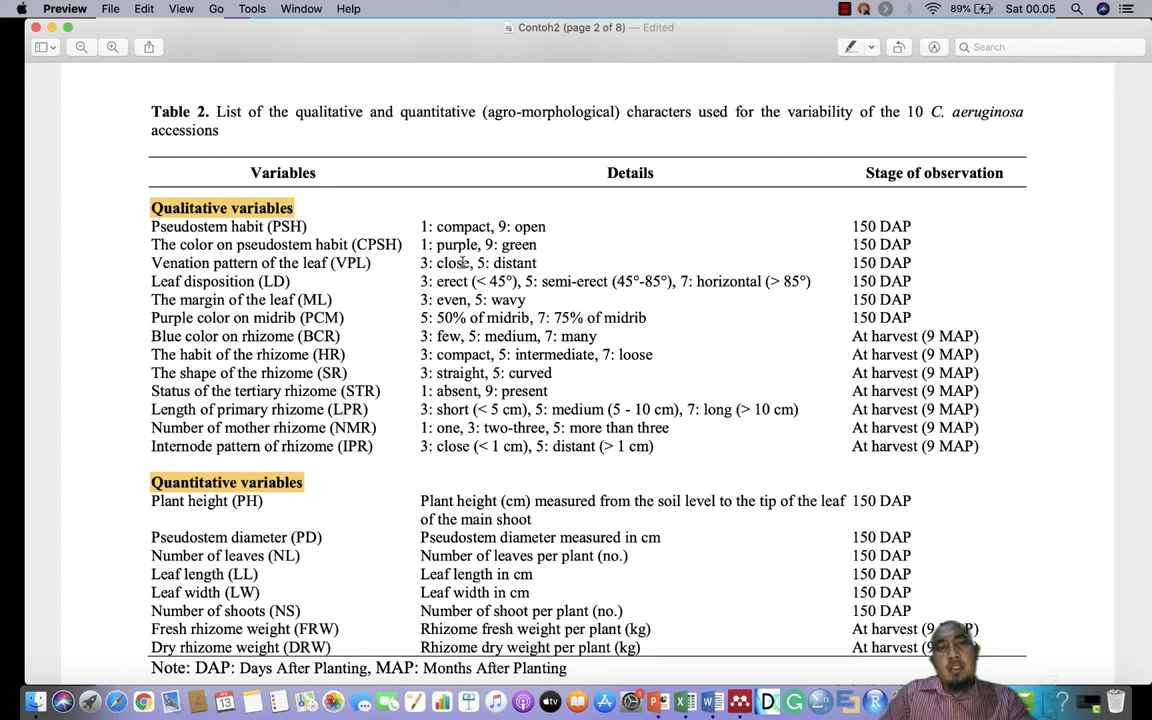 Preview File Edit View Go Tools Window Help 89% Sat 00.05
Contoh2 (page 2 of 8) — Edited
Search
Table 2. List of the qualitative and quantitative (agro-morphological) characters used for the variability of the 10 C. aeruginosa
accessions
Variables Details Stage of observation
Qualitative variables
Pseudostem habit (PSH) 1: compact, 9: open 150 DAP
The color on pseudostem habit (CPSH) 1: purple, 9: green 150 DAP
Venation pattern of the leaf (VPL) 3: close, 5: distant 150 DAP
Leaf disposition (LD) 3: erect (< 45°), 5: semi-erect (45°-85°), 7: horizontal (> 85°) 150 DAP
The margin of the leaf (ML) 3: even, 5: wavy 150 DAP
Purple color on midrib (PCM) 5: 50% of midrib, 7: 75% of midrib 150 DAP
Blue color on rhizome (BCR) 3: few, 5: medium, 7: many At harvest (9 MAP)
The habit of the rhizome (HR) 3: compact, 5: intermediate, 7: loose At harvest (9 MAP)
The shape of the rhizome (SR) 3: straight, 5: curved At harvest (9 MAP)
Status of the tertiary rhizome (STR) 1: absent, 9: present At harvest (9 MAP)
Length of primary rhizome (LPR) 3: short (< 5 cm), 5: medium (5 - 10 cm), 7: long (> 10 cm) At harvest (9 MAP)
Number of mother rhizome (NMR) 1: one, 3: two-three, 5: more than three At harvest (9 MAP)
Internode pattern of rhizome (IPR) 3: close (< 1 cm), 5: distant (> 1 cm) At harvest (9 MAP)
Quantitative variables
Plant height (PH) Plant height (cm) measured from the soil level to the tip of the leaf 150 DAP
of the main shoot
Pseudostem diameter (PD) Pseudostem diameter measured in cm 150 DAP
Number of leaves (NL) Number of leaves per plant (no.) 150 DAP
Leaf length (LL) Leaf length in cm 150 DAP
Leaf width (LW) Leaf width in cm 150 DAP
Number of shoots (NS) Number of shoot per plant (no.) 150 DAP
Fresh rhizome weight (FRW) Rhizome fresh weight per plant (kg) At harvest (9 AP)
Dry rhizome weight (DRW) Rhizome dry weight per plant (kg) At harvest (9
Note: DAP: Days After Planting, MAP: Months After Planting